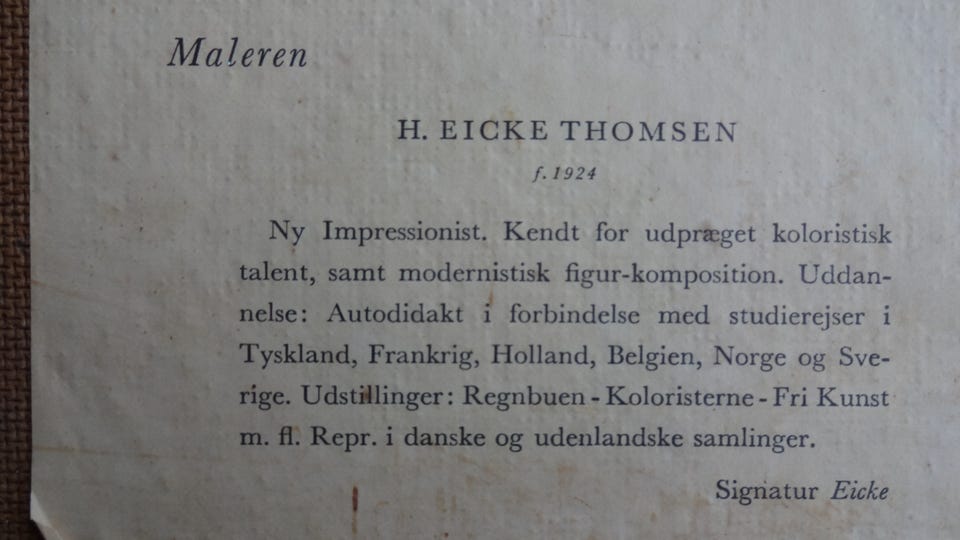 Maleren
H. EICKE THOMSEN
f. 1924
Ny Impressionist. Kendt for udpræget koloristisk
talent, samt modernistisk figur-komposition. Uddan-
nelse: Autodidakt i forbindelse med studierejser i
Tyskland, Frankrig, Holland, Belgien, Norge og Sve-
rige. Udstillinger: Regnbuen - Koloristerne - Fri Kunst
m. fl. Repr. i danske og udenlandske samlinger.
Signatur Eicke